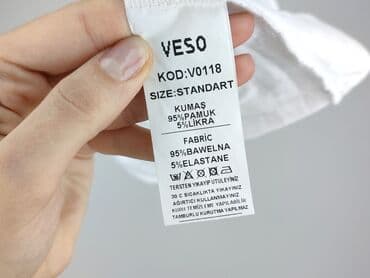 VESO
KOD:V0118
SIZE:STANDART
KUMAŞ
95%PAMUK
5%LİKRA
FABRIC
95%BAWELNA
5%ELASTANE
TERSTEN YIKAYIP ÜTÜLEYİNİZ
30 C SICAKLIKTA YIKAYINIZ
AĞIRTICI KULLANMAYINIZ
KURU TEMİZLEME YAPILABİLİR
TAMBURLU KURUTMA YAPILMAZ